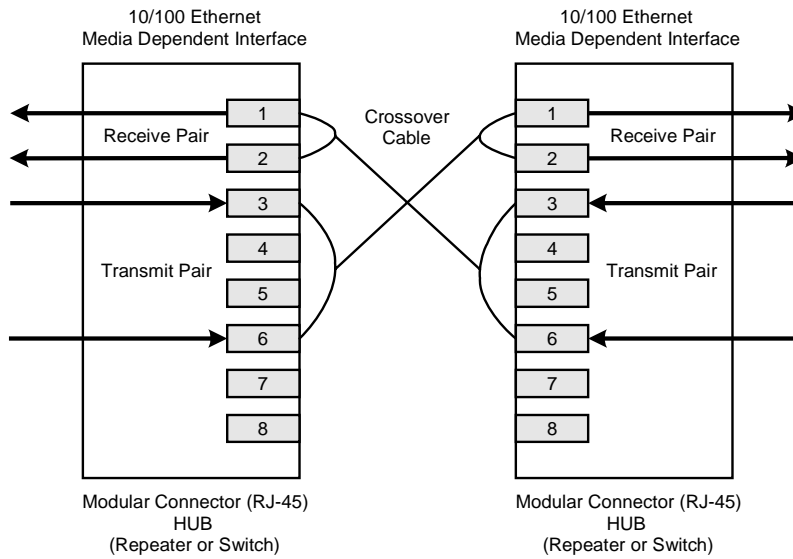 10/100 Ethernet
Media Dependent Interface
10/100 Ethernet
Media Dependent Interface
1
Receive Pair
2
3
4
Transmit Pair
5
6
7
8
Crossover
Cable
1
Receive Pair
2
3
4
Transmit Pair
5
6
7
8
Modular Connector (RJ-45)
HUB
(Repeater or Switch)
Modular Connector (RJ-45)
HUB
(Repeater or Switch)